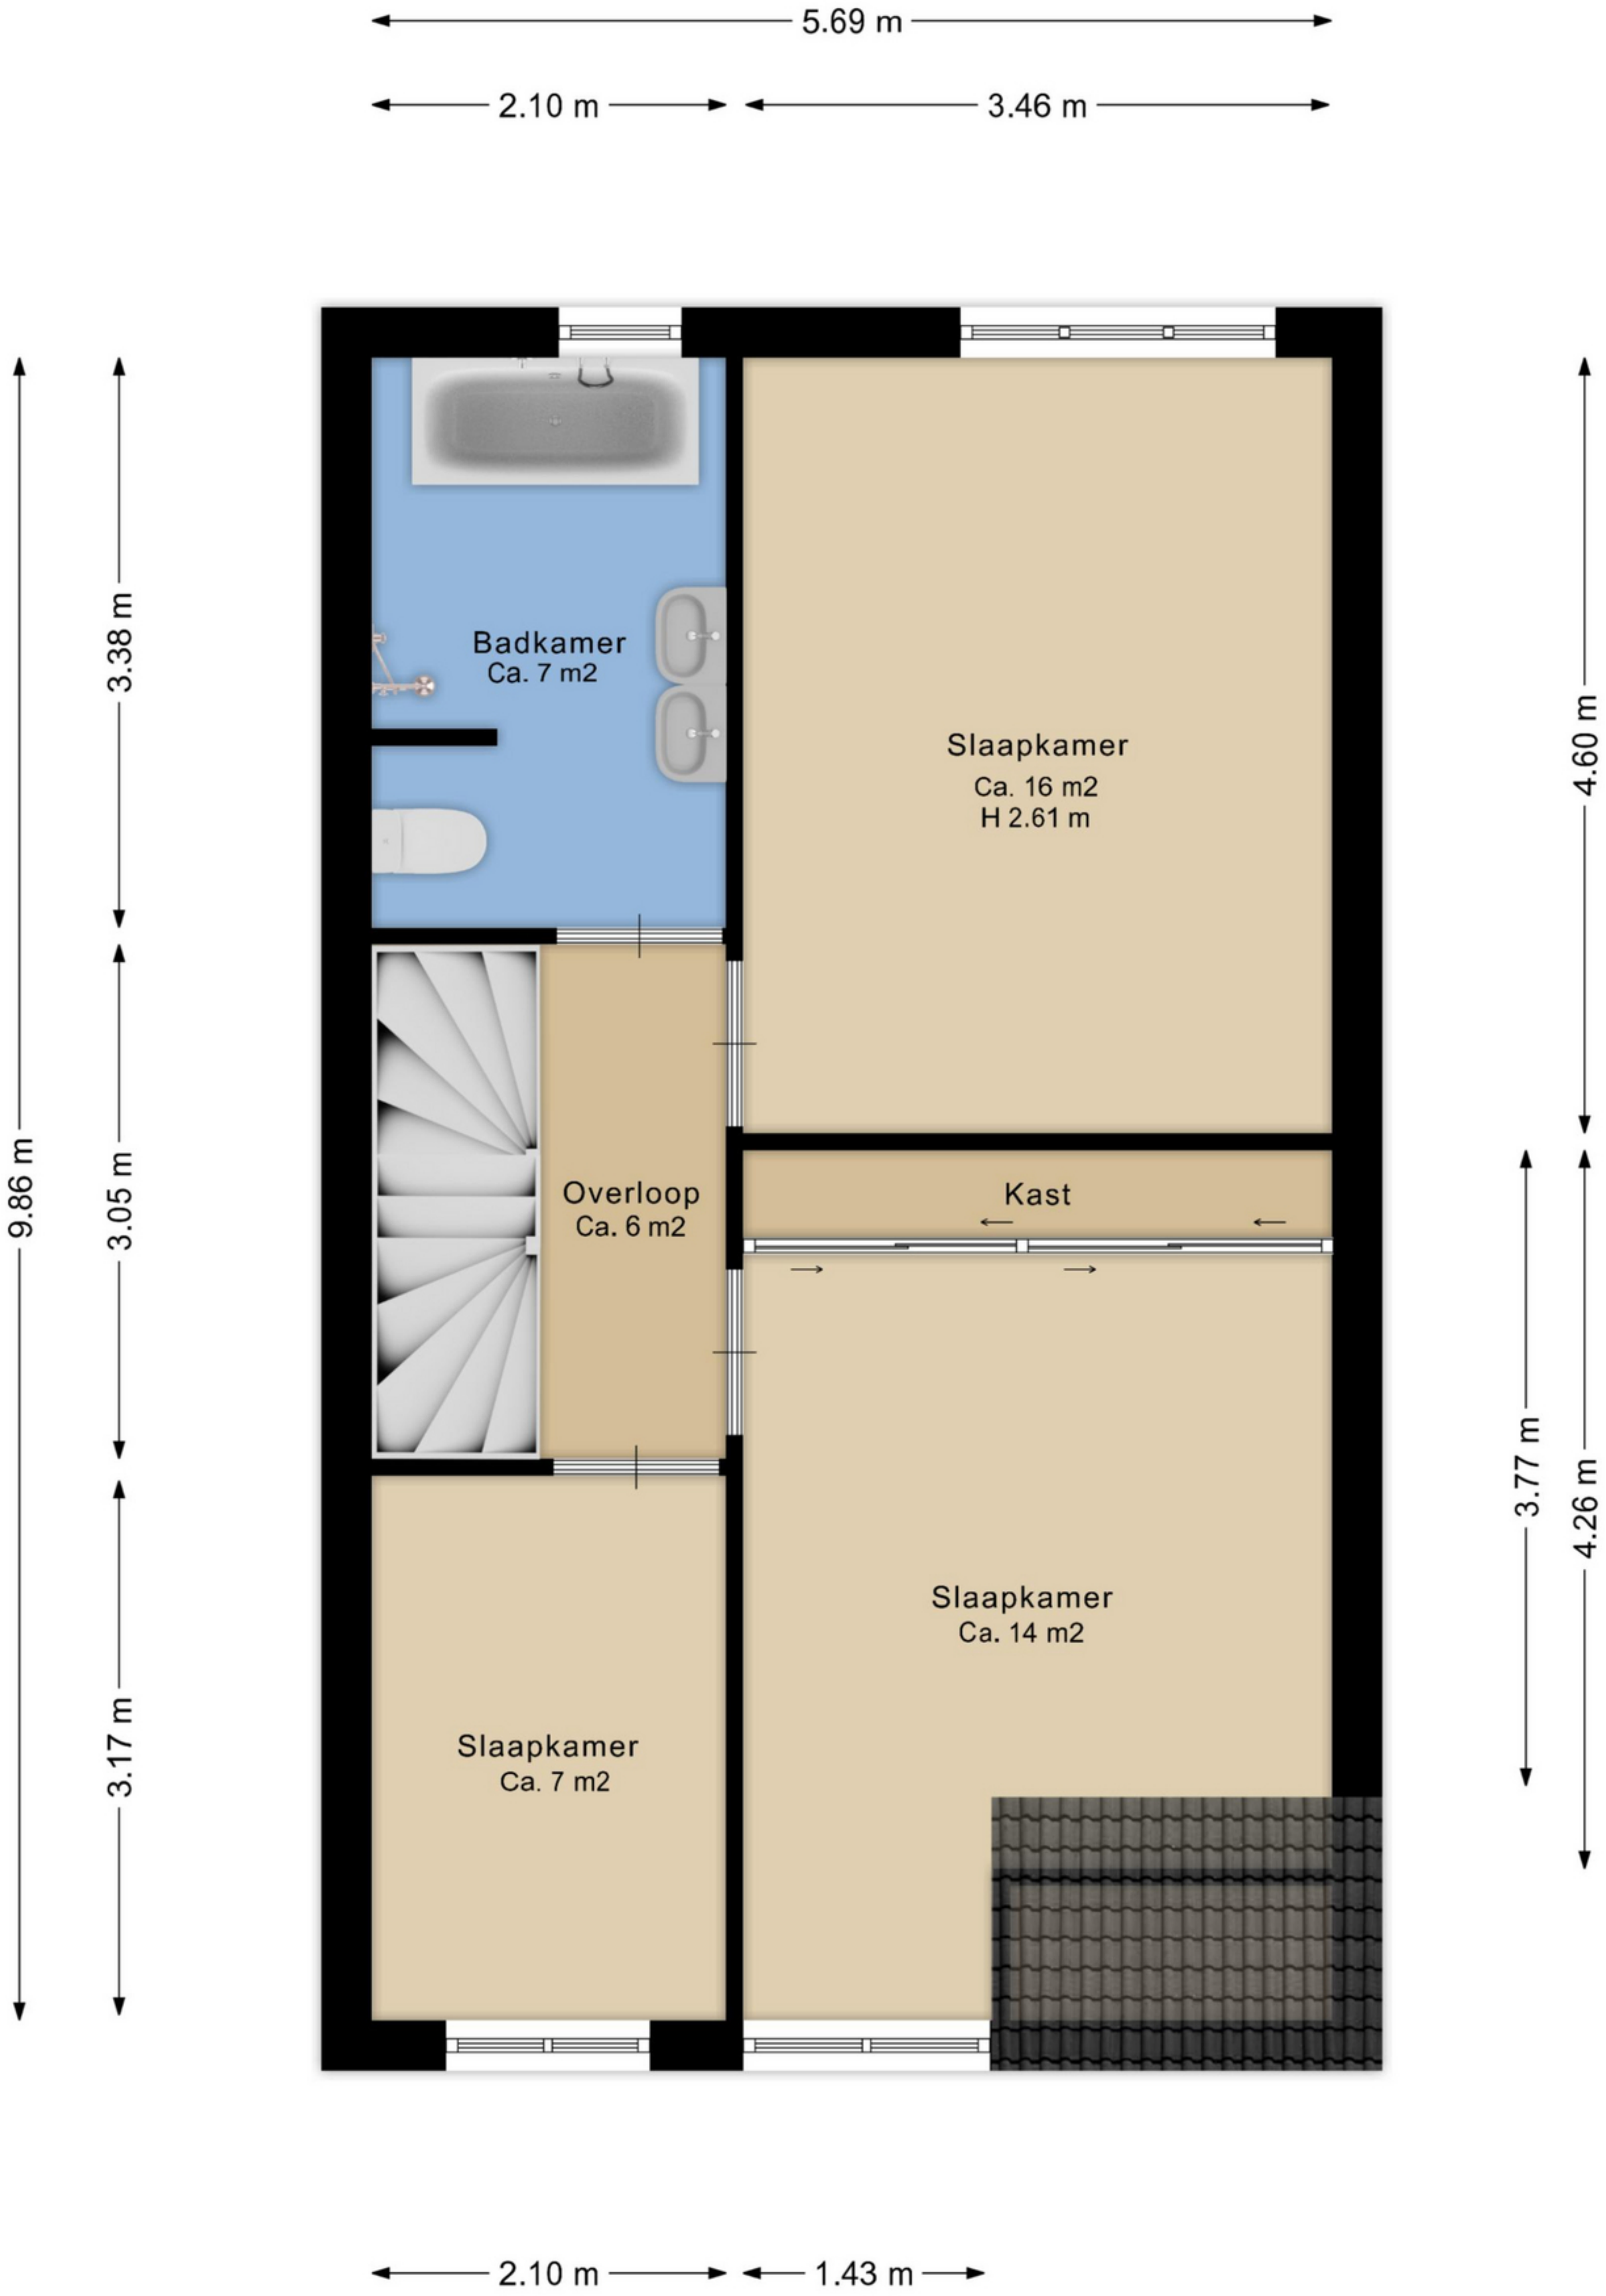 5.69 m
2.10 m
3.46 m
9.86 m
3.38 m
3.05 m
3.17 m
Badkamer
Ca. 7 m2
Slaapkamer
Ca. 16 m2
H 2.61 m
4.60 m
Kast
Overloop
Ca. 6 m2
3.77 m
4.26 m
Slaapkamer
Ca. 14 m2
Slaapkamer
Ca. 7 m2
2.10 m
1.43 m